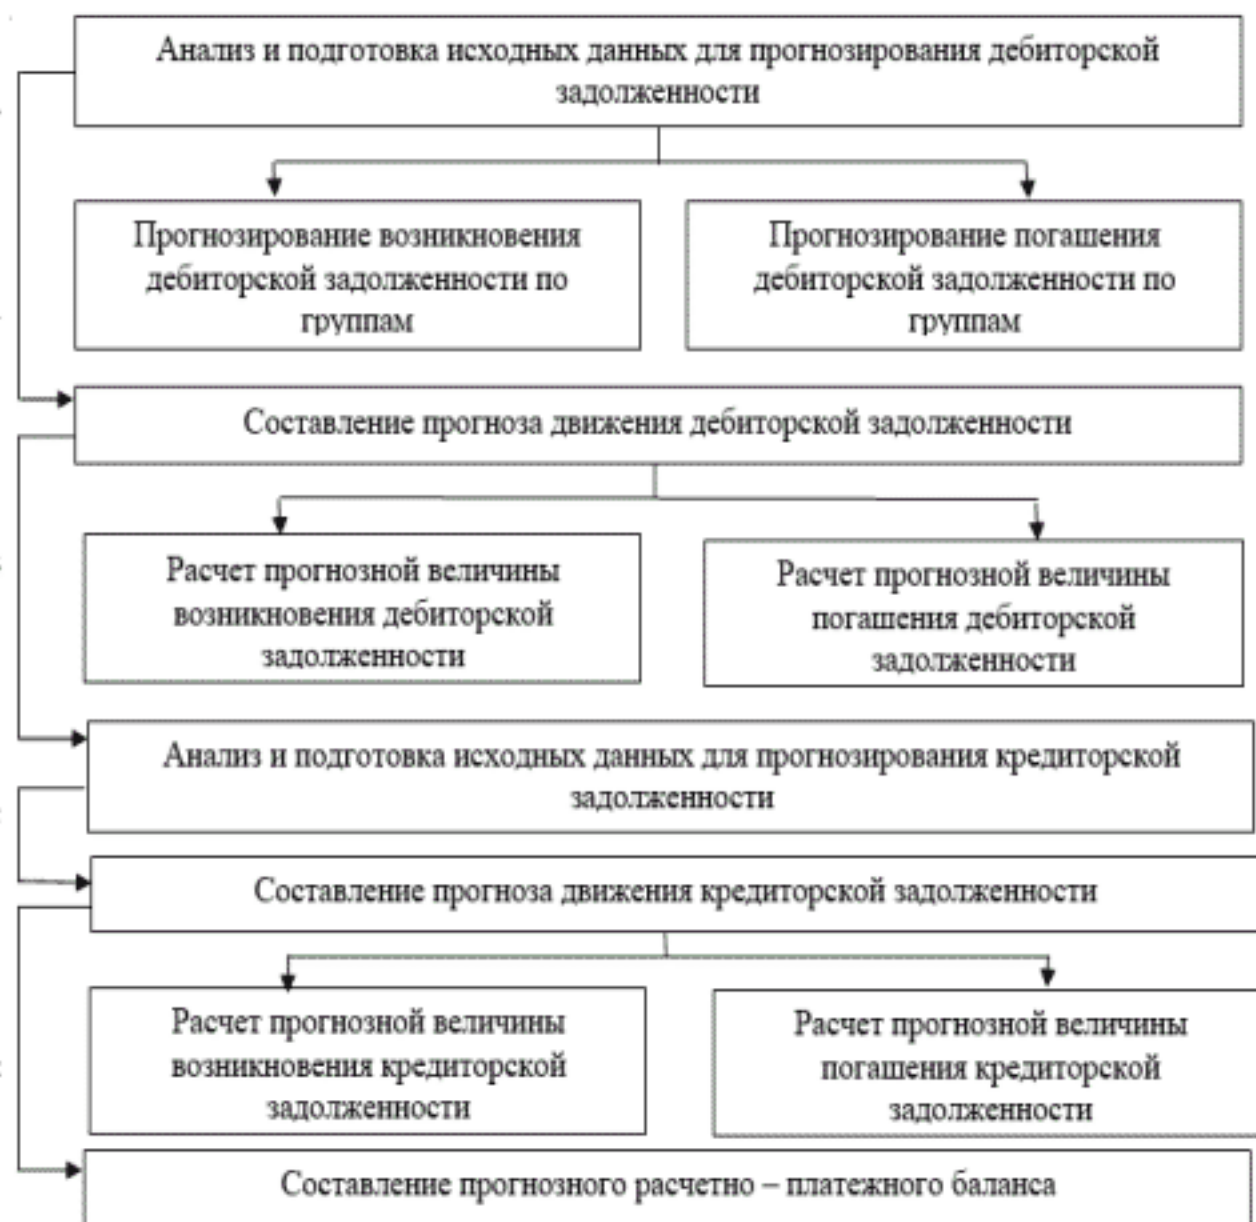 Анализ и подготовка исходных данных для прогнозирования дебиторской
задолженности
Прогнозирование возникновения
дебиторской задолженности по
группам
Прогнозирование погашения
дебиторской задолженности по
группам
Составление прогноза движения дебиторской задолженности
Расчет прогнозной величины
возникновения дебиторской
задолженности
Расчет прогнозной величины
погашения дебиторской
задолженности
Анализ и подготовка исходных данных для прогнозирования кредиторской
задолженности
Составление прогноза движения кредиторской задолженности
Расчет прогнозной величины
возникновения кредиторской
задолженности
Расчет прогнозной величины
погашения кредиторской
задолженности
Составление прогнозного расчетно – платежного баланса